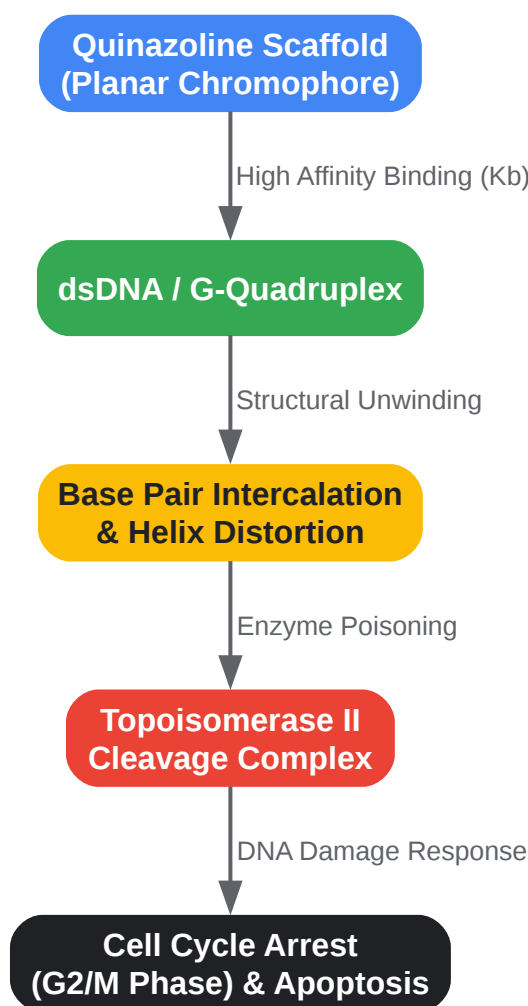 Quinazoline Scaffold
(Planar Chromophore)
High Affinity Binding (Kb)
dsDNA / G-Quadruplex
Structural Unwinding
Base Pair Intercalation
& Helix Distortion
Enzyme Poisoning
Topoisomerase II
Cleavage Complex
DNA Damage Response
Cell Cycle Arrest
(G2/M Phase) & Apoptosis